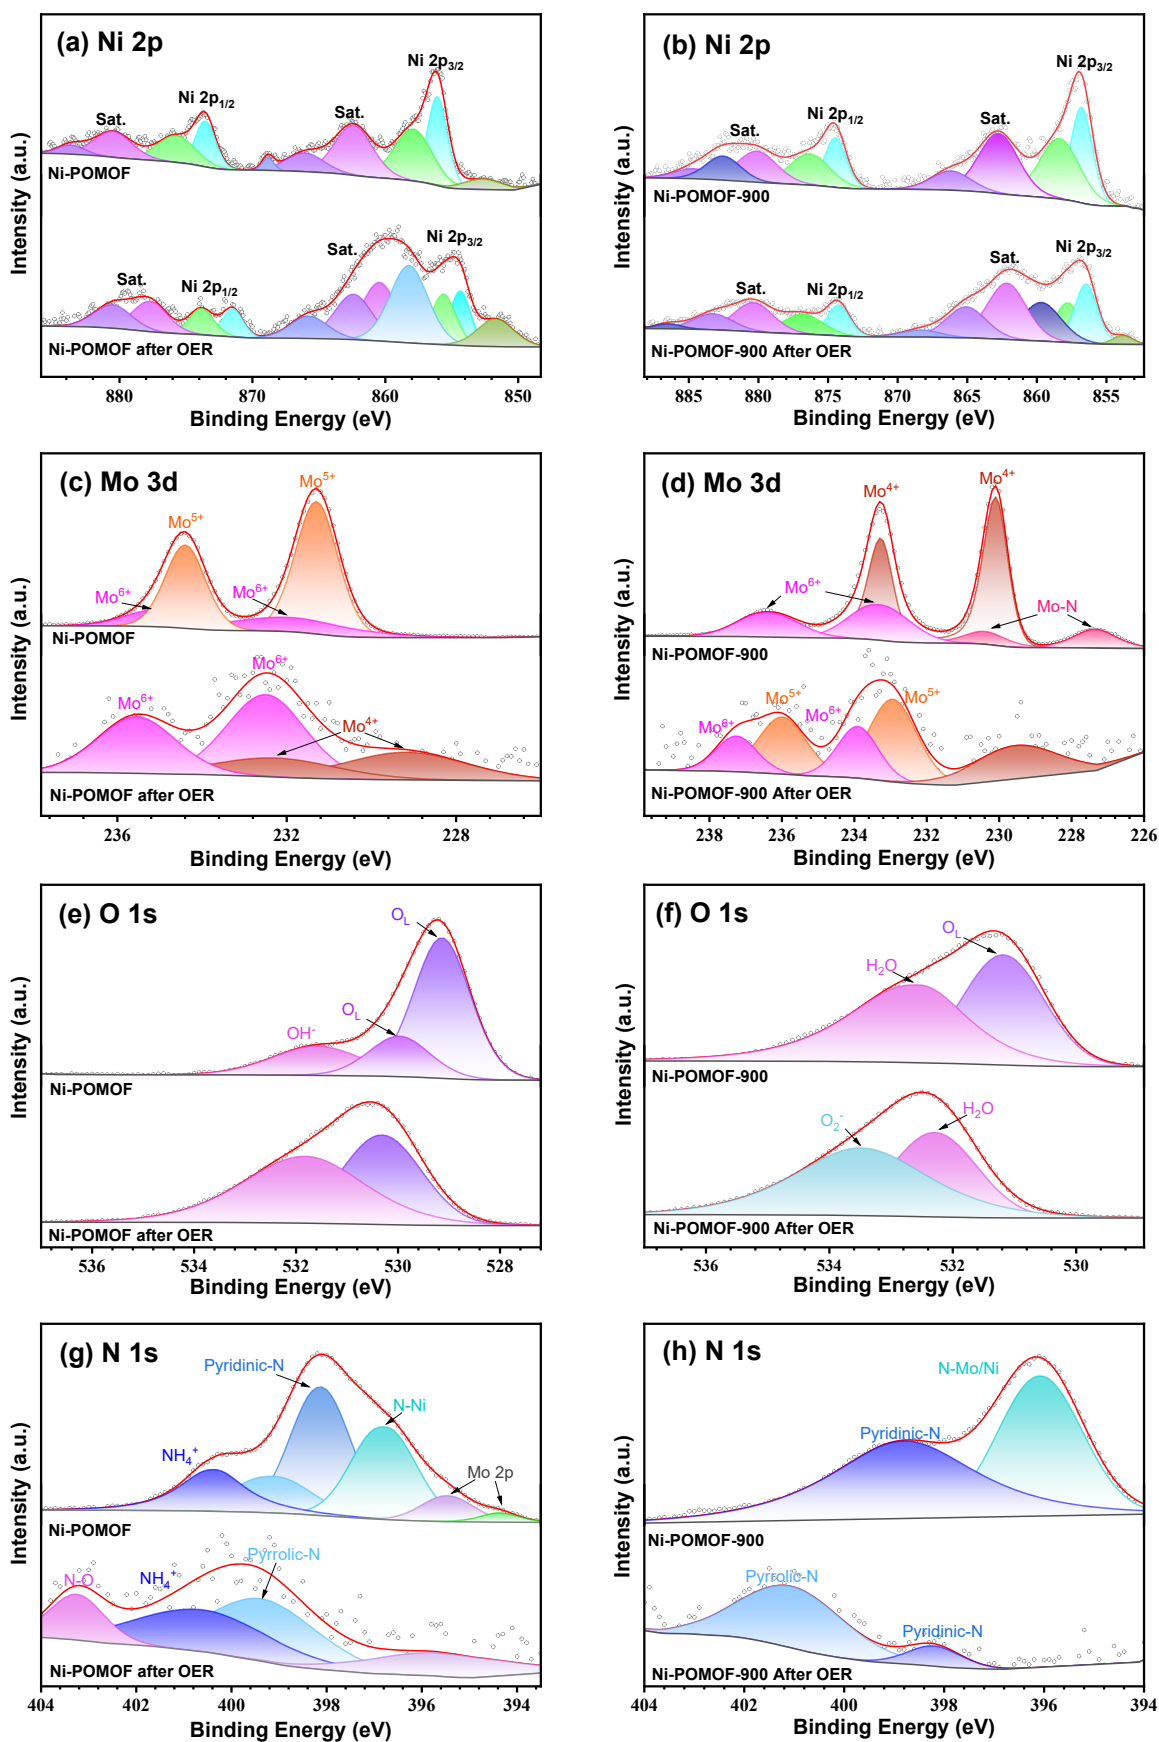 (a) Ni 2p
Ni 2p3/2
Ni 2p1/2
Sat.
Sat.
Ni-POMOF
Ni 2p3/2
Sat.
Sat.
Ni 2p1/2
Ni-POMOF after OER
Intensity (a.u.)
880 870 860 850
Binding Energy (eV)
(b) Ni 2p
Ni 2p3/2
Ni 2p1/2
Sat.
Sat.
Ni-POMOF-900
Ni 2p3/2
Sat.
Sat.
Ni 2p1/2
Ni-POMOF-900 After OER
Intensity (a.u.)
885 880 875 870 865 860 855
Binding Energy (eV)
(c) Mo 3d
Mo5+
Mo5+
Mo6+
Mo6+
Ni-POMOF
Mo6+
Mo6+
Mo4+
Ni-POMOF after OER
Intensity (a.u.)
236 232 228
Binding Energy (eV)
(d) Mo 3d
Mo4+
Mo4+
Mo6+
Mo-N
Ni-POMOF-900
Mo5+
Mo5+
Mo6+
Mo6+
Ni-POMOF-900 After OER
Intensity (a.u.)
238 236 234 232 230 228 226
Binding Energy (eV)
(e) O 1s
OL
OL
OH-
Ni-POMOF
Ni-POMOF after OER
Intensity (a.u.)
536 534 532 530 528
Binding Energy (eV)
(f) O 1s
OL
H2O
Ni-POMOF-900
O2-
H2O
Ni-POMOF-900 After OER
Intensity (a.u.)
536 534 532 530
Binding Energy (eV)
(g) N 1s
Pyridinic-N
N-Ni
NH4+
Mo 2p
Ni-POMOF
Pyrrolic-N
N-O
NH4+
Ni-POMOF after OER
Intensity (a.u.)
404 402 400 398 396 394
Binding Energy (eV)
(h) N 1s
N-Mo/Ni
Pyridinic-N
Ni-POMOF-900
Pyrrolic-N
Pyridinic-N
Ni-POMOF-900 After OER
Intensity (a.u.)
404 402 400 398 396 394
Binding Energy (eV)